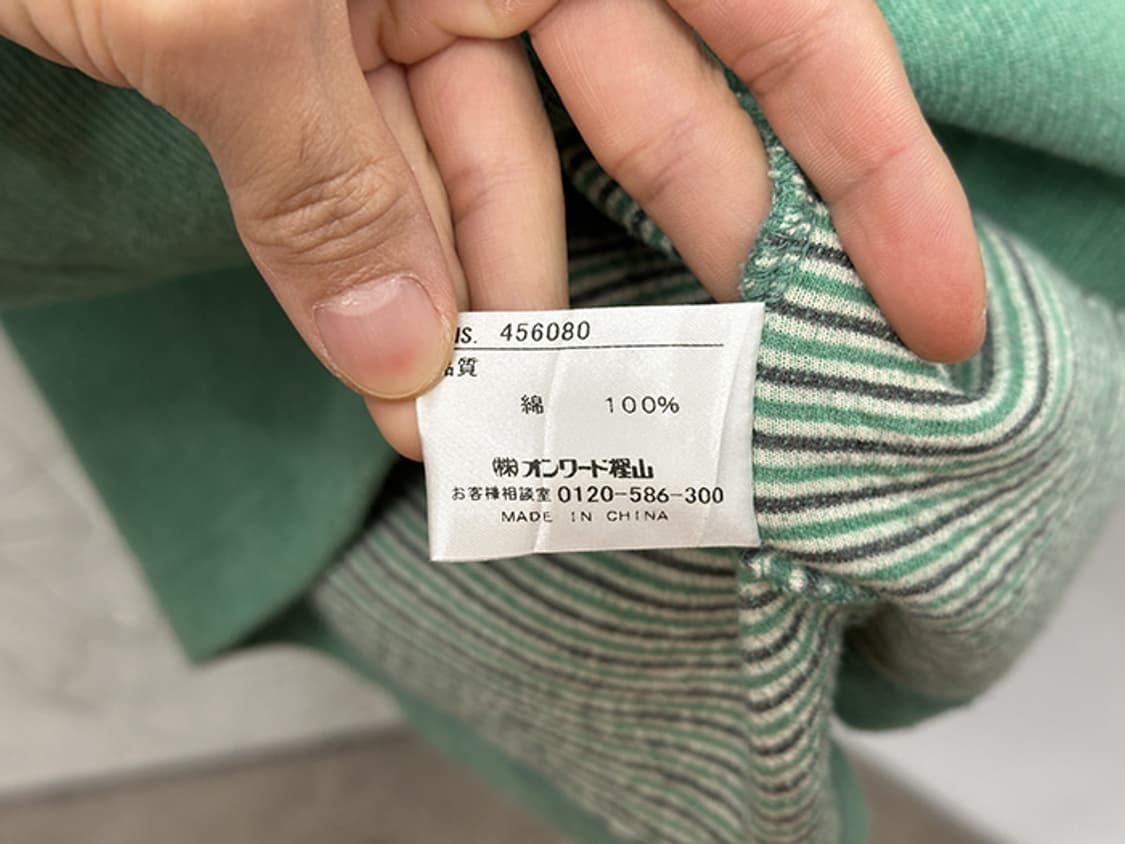 456080
質
綿 100%
㈱オンワード樫山
お客様相談室 0120-586-300
MADE IN CHINA